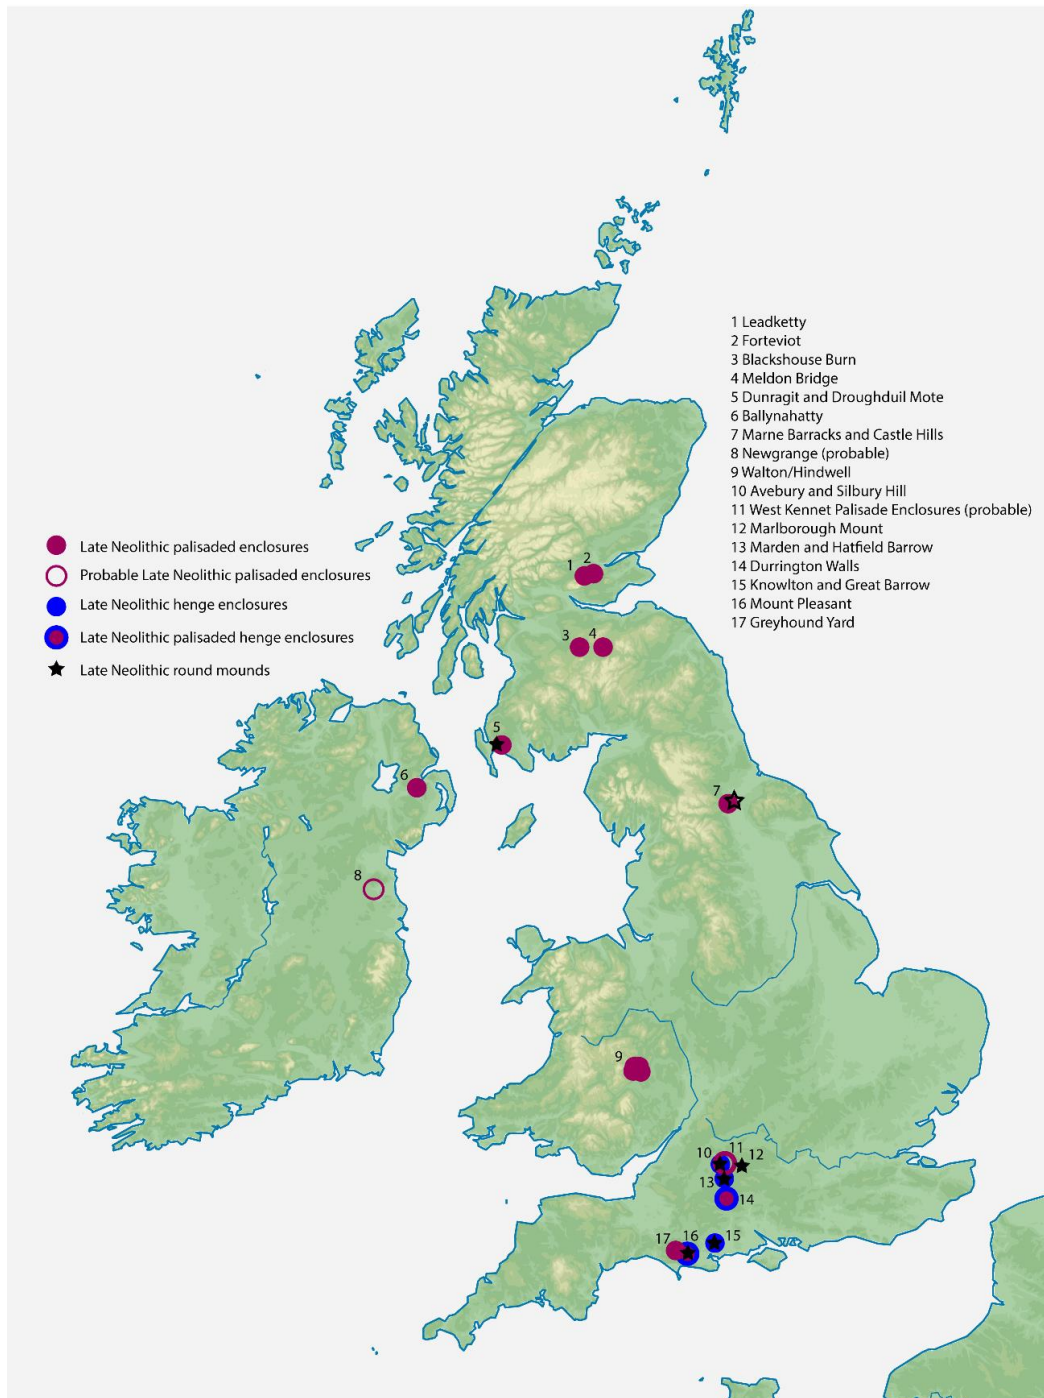 1 Leadketty
2 Forteviot
3 Blackshouse Burn
4 Meldon Bridge
5 Dunragit and Droughduil Mote
6 Ballynahatty
7 Marne Barracks and Castle Hills
8 Newgrange (probable)
9 Walton/Hindwell
10 Avebury and Silbury Hill
11 West Kennet Palisade Enclosures (probable)
12 Marlborough Mount
13 Marden and Hatfield Barrow
14 Durrington Walls
15 Knowlton and Great Barrow
16 Mount Pleasant
17 Greyhound Yard
Late Neolithic palisaded enclosures
Probable Late Neolithic palisaded enclosures
Late Neolithic henge enclosures
Late Neolithic palisaded henge enclosures
Late Neolithic round mounds
1 2
3 4
5
6
7
8
9
10 11 12
13
14
15
17 16